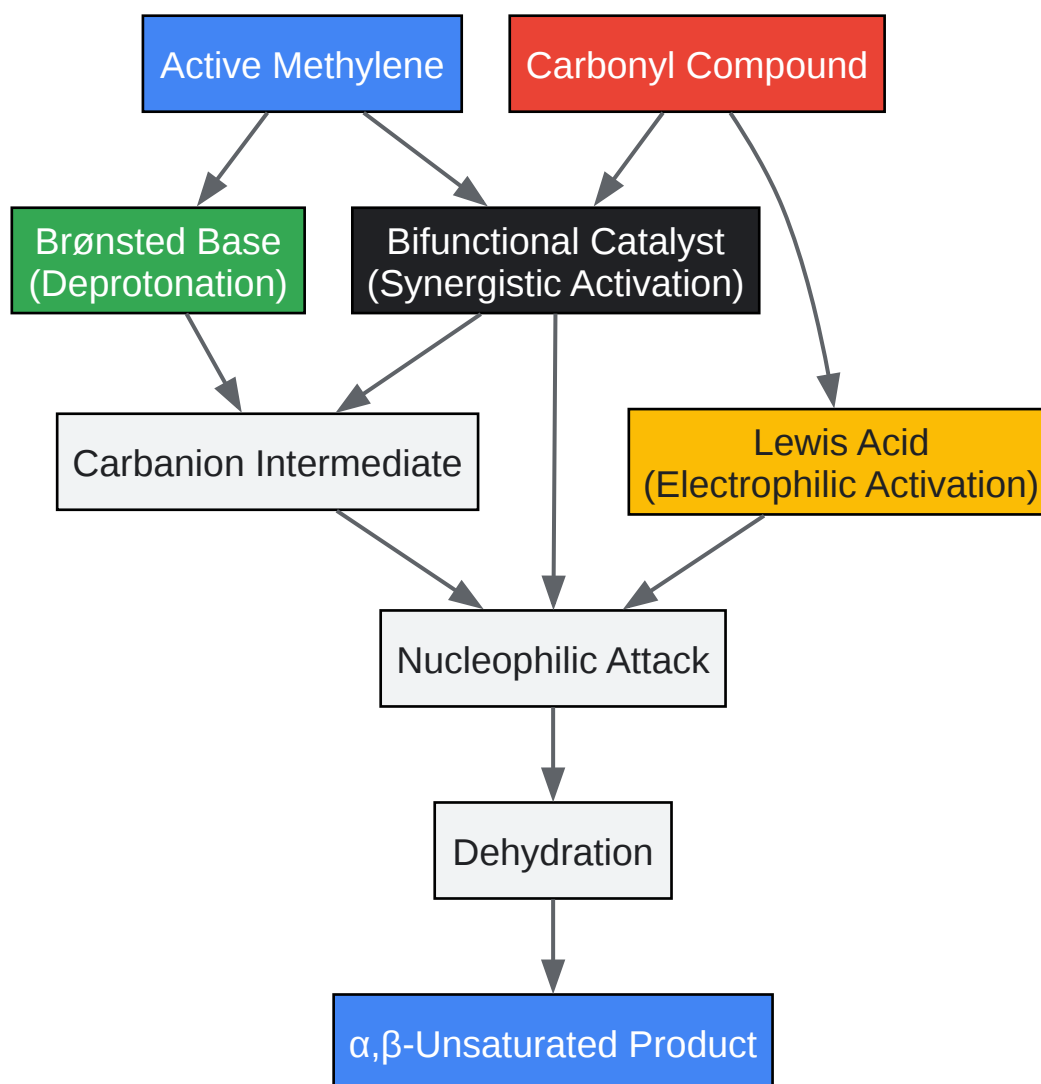 Active Methylene
Carbonyl Compound
Brønsted Base
(Deprotonation)
Bifunctional Catalyst
(Synergistic Activation)
Carbanion Intermediate
Lewis Acid
(Electrophilic Activation)
Nucleophilic Attack
Dehydration
α,β-Unsaturated Product